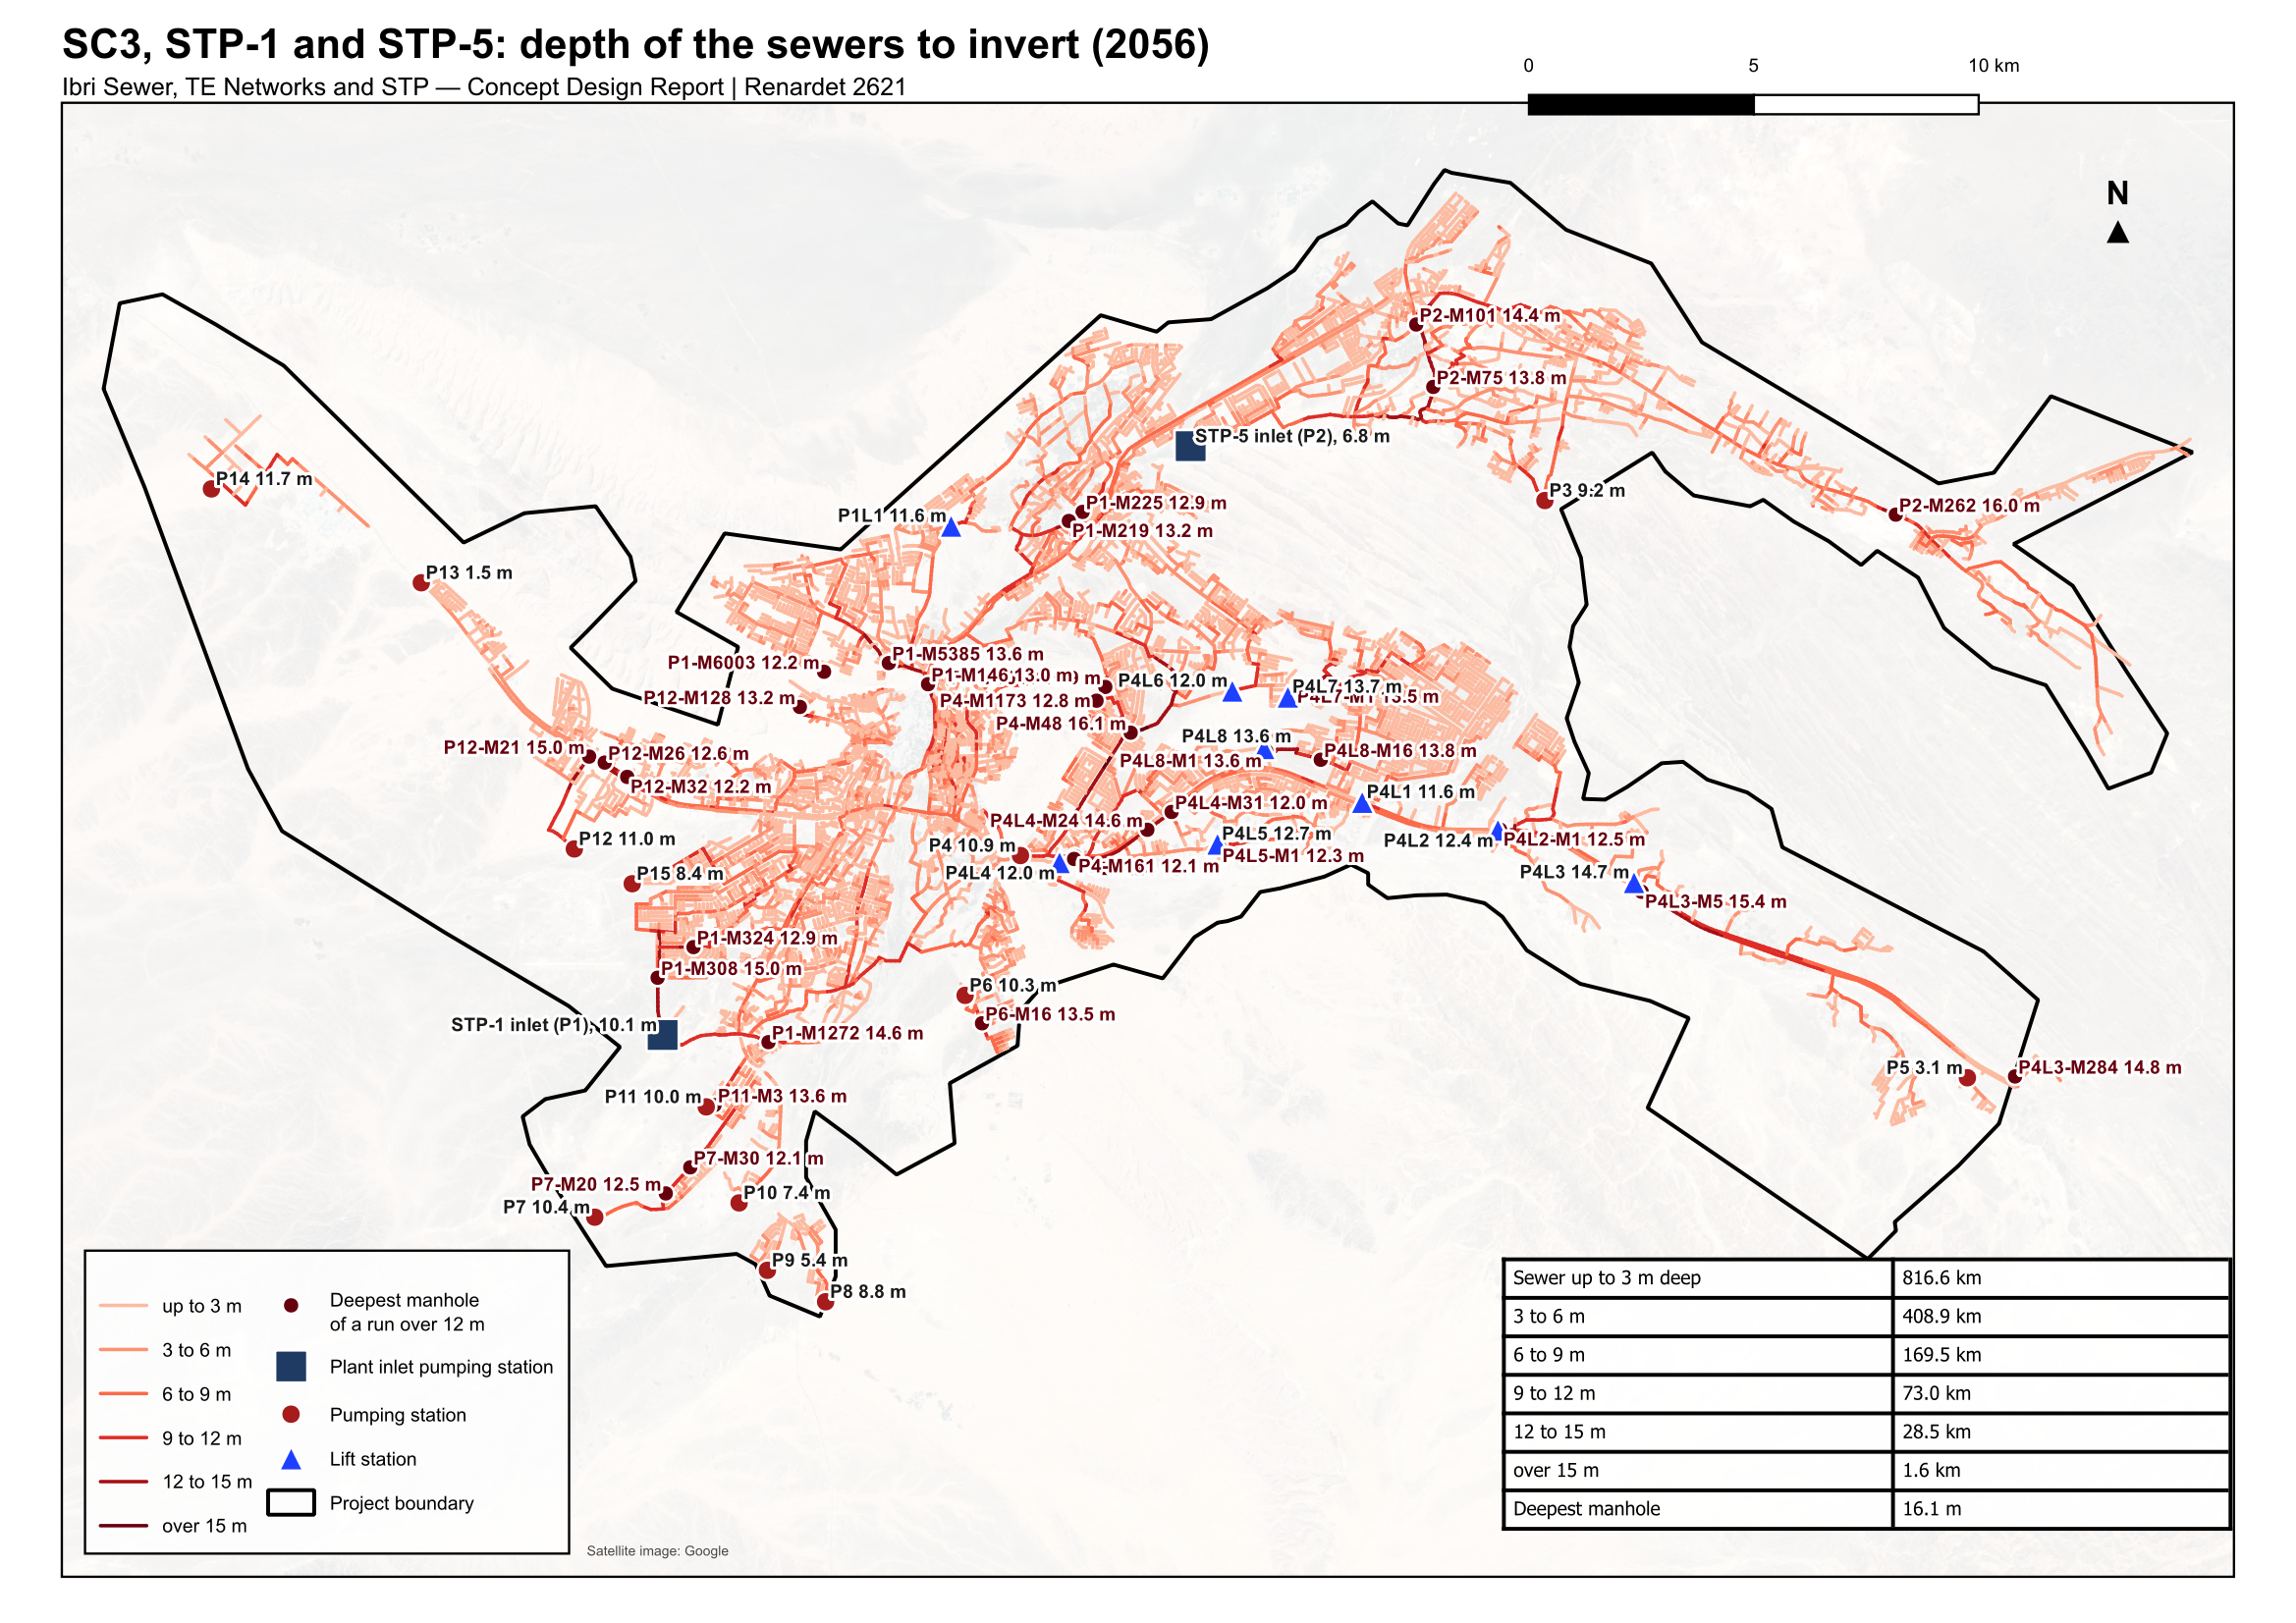 SC3, STP-1 and STP-5: depth of the sewers to invert (2056)
Ibri Sewer, TE Networks and STP — Concept Design Report | Renardet 2621
0 5 10 km
N
P2-M101 14.4 m
P2-M75 13.8 m
STP-5 inlet (P2), 6.8 m
P14 11.7 m
P3 9.2 m
P1-M225 12.9 m
P2-M262 16.0 m
P1L1 11.6 m
P1-M219 13.2 m
P13 1.5 m
P1-M5385 13.6 m
P1-M6003 12.2 m
P1-M146 13.0 m
P4L6 12.0 m
P4L7 13.7 m
P4L7-M1 13.5 m
P12-M128 13.2 m
P4-M1173 12.8 m
P4-M48 16.1 m
P12-M21 15.0 m
P12-M26 12.6 m
P4L8 13.6 m
P4L8-M16 13.8 m
P4L8-M1 13.6 m
P12-M32 12.2 m
P4L1 11.6 m
P4L4-M31 12.0 m
P4L4-M24 14.6 m
P12 11.0 m
P4 10.9 m
P4L5 12.7 m
P4L2 12.4 m
P4L2-M1 12.5 m
P4L5-M1 12.3 m
P15 8.4 m
P4L4 12.0 m
P4-M161 12.1 m
P4L3 14.7 m
P4L3-M5 15.4 m
P1-M324 12.9 m
P1-M308 15.0 m
P6 10.3 m
P6-M16 13.5 m
STP-1 inlet (P1), 10.1 m
P1-M1272 14.6 m
P5 3.1 m
P4L3-M284 14.8 m
P11 10.0 m
P11-M3 13.6 m
P7-M30 12.1 m
P7-M20 12.5 m
P10 7.4 m
P7 10.4 m
P9 5.4 m
P8 8.8 m
up to 3 m
3 to 6 m
6 to 9 m
9 to 12 m
12 to 15 m
over 15 m
Deepest manhole
of a run over 12 m
Plant inlet pumping station
Pumping station
Lift station
Project boundary
Satellite image: Google
Sewer up to 3 m deep 816.6 km
3 to 6 m 408.9 km
6 to 9 m 169.5 km
9 to 12 m 73.0 km
12 to 15 m 28.5 km
over 15 m 1.6 km
Deepest manhole 16.1 m